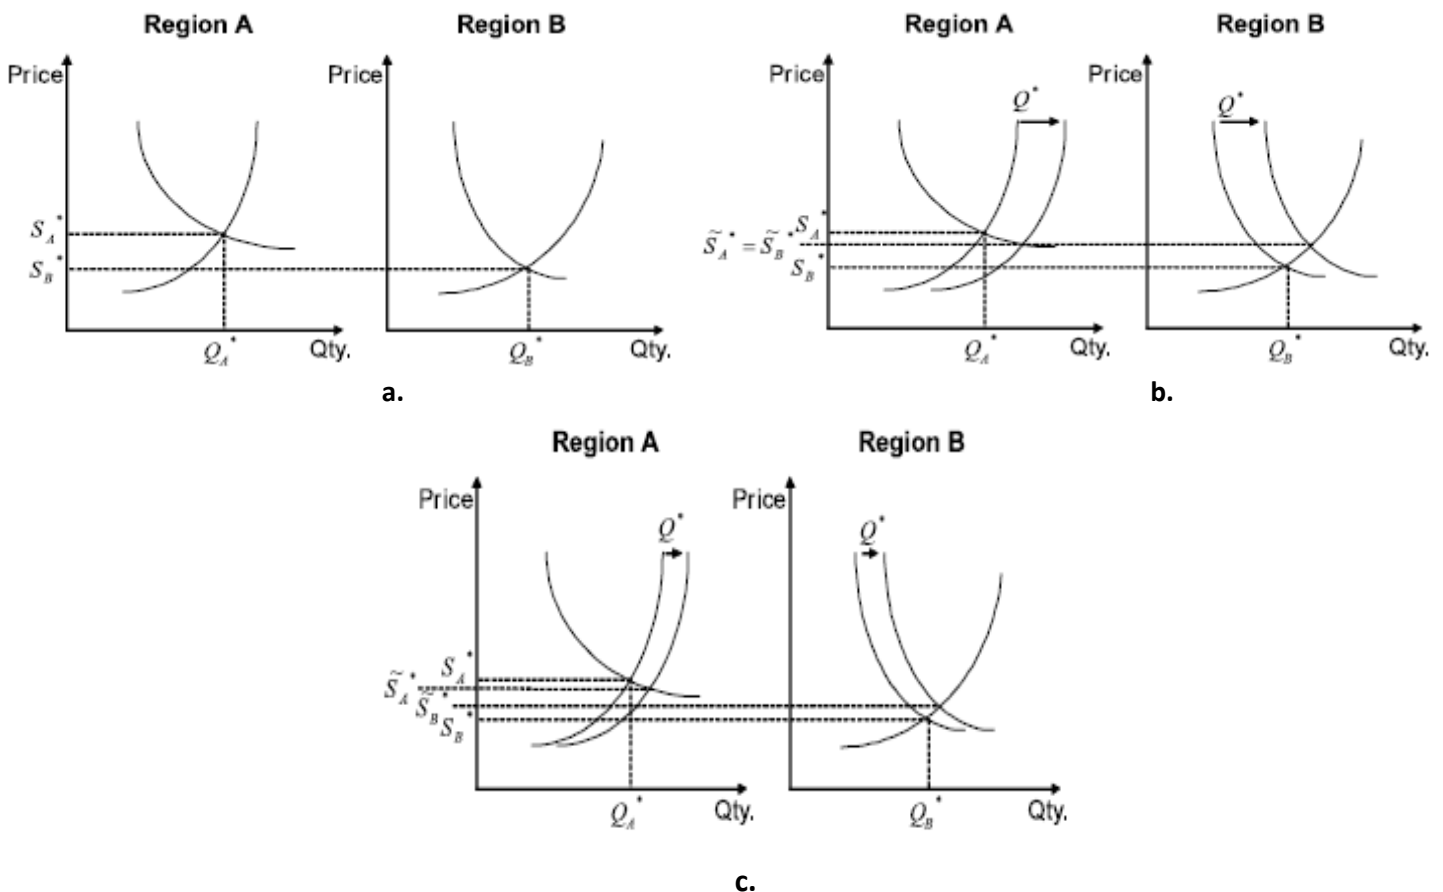 Region A Region B Region A Region B
Price Price Price Price
Q* Q*
S_A* S_A*
S̃_A* = S̃_B*
S_B* S_B*
Q_A* Qty. Q_B* Qty. Q_A* Qty. Q_B* Qty.
a. b.
Region A Region B
Price Price
Q* Q*
S_A*
S̃_A*
S̃_B*
S_B*
Q_A* Qty. Q_B* Qty.
c.